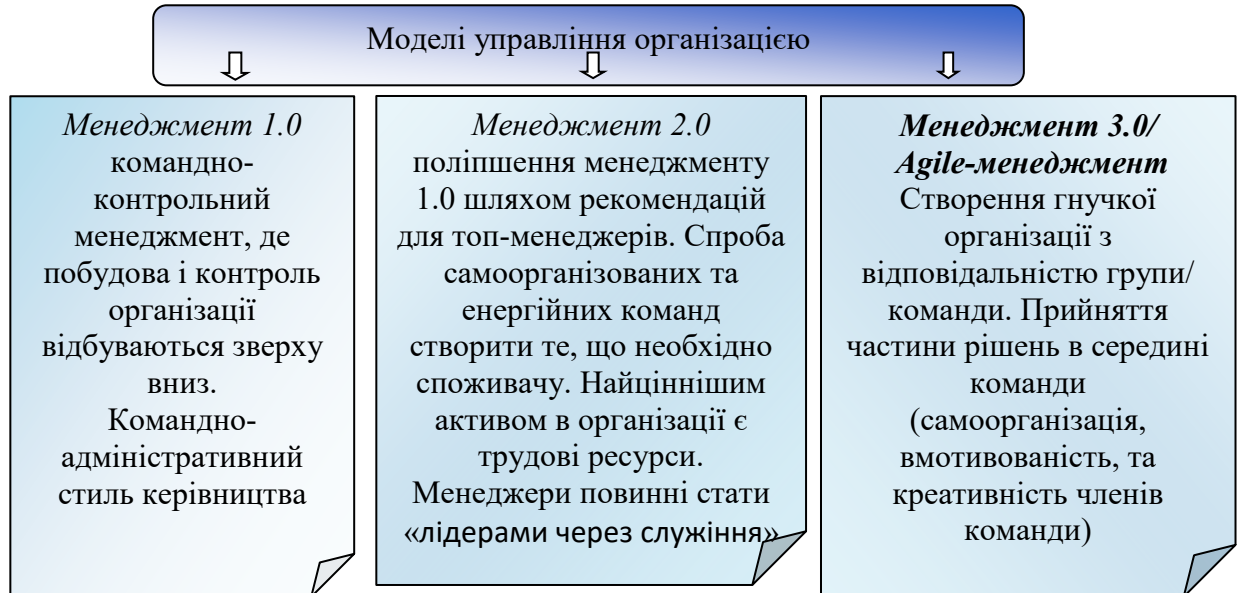 Моделі управління організацією
Менеджмент 1.0
командно-
контрольний
менеджмент, де
побудова і контроль
організації
відбуваються зверху
вниз.
Командно-
адміністративний
стиль керівництва
Менеджмент 2.0
поліпшення менеджменту
1.0 шляхом рекомендацій
для топ-менеджерів. Спроба
самоорганізованих та
енергійних команд
створити те, що необхідно
споживачу. Найціннішим
активом в організації є
трудові ресурси.
Менеджери повинні стати
«лідерами через служіння»
Менеджмент 3.0/
Agile-менеджмент
Створення гнучкої
організації з
відповідальністю групи/
команди. Прийняття
частини рішень в середині
команди
(самоорганізація,
вмотивованість, та
креативність членів
команди)